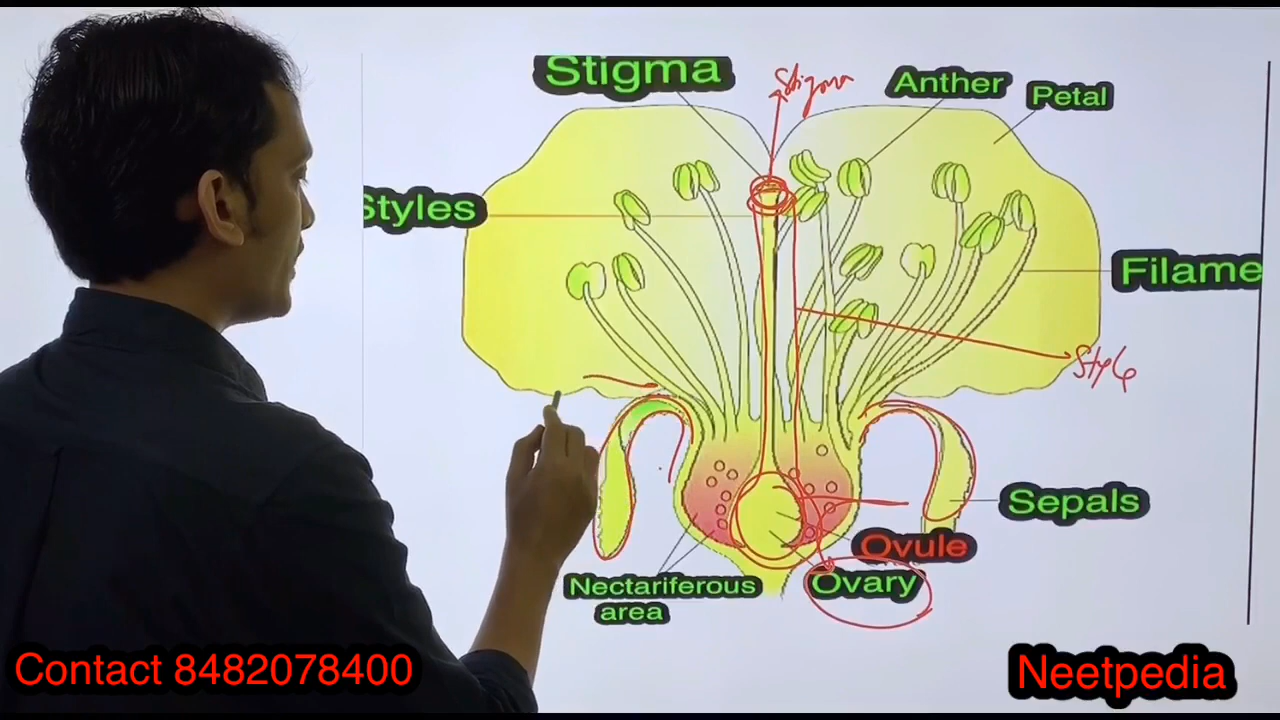 Stigma
Stigma
Anther
Petal
Styles
Filame
Style
Sepals
Ovule
Nectariferous
area
Ovary
Contact 8482078400
Neetpedia